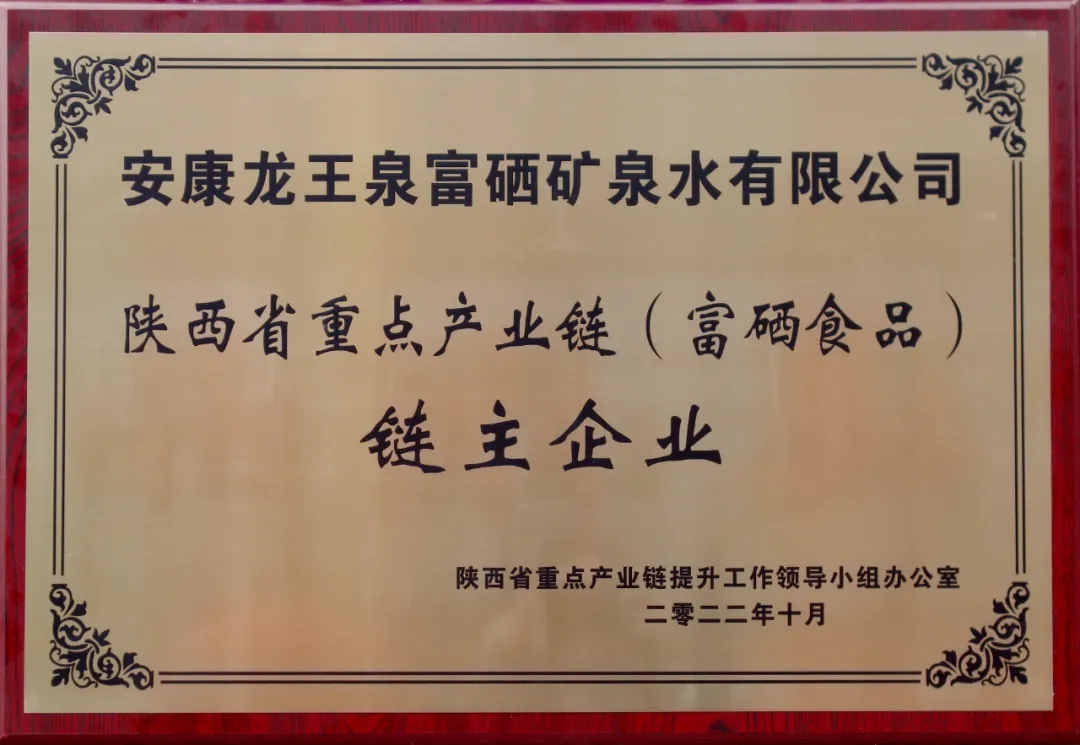 安康龙王泉富硒矿泉水有限公司
陕西省重点产业链（富硒食品）
链主企业
陕西省重点产业链提升工作领导小组办公室
二零二二年十月